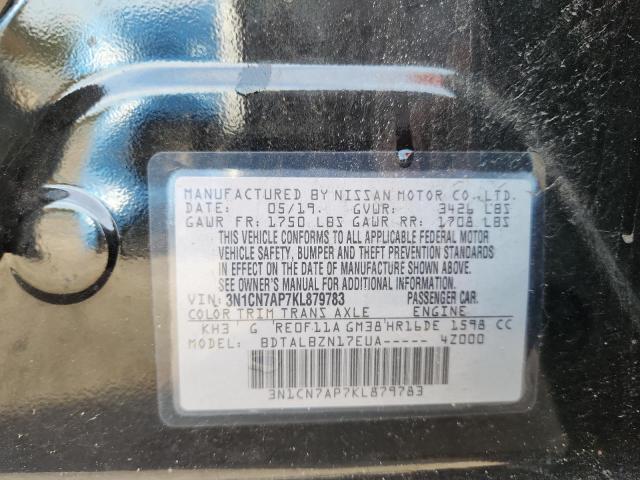 MANUFACTURED BY NISSAN MOTOR CO.,LTD.
DATE: 05/19. GVWR: 3426 LBS
GAWR FR: 1750 LBS GAWR RR: 1708 LBS
THIS VEHICLE CONFORMS TO ALL APPLICABLE FEDERAL MOTOR
VEHICLE SAFETY, BUMPER AND THEFT PREVENTION STANDARDS
IN EFFECT ON THE DATE OF MANUFACTURE SHOWN ABOVE.
SEE OWNER'S MANUAL FOR ADDITIONAL INFORMATION.
VIN: 3N1CN7AP7KL879783 PASSENGER CAR.
COLOR TRIM TRANS AXLE ENGINE
KH3 G RE0F11A GM38 HR16DE 1598 CC
BDTALBZN17EUA----- 4Z000
3N1CN7AP7KL879783